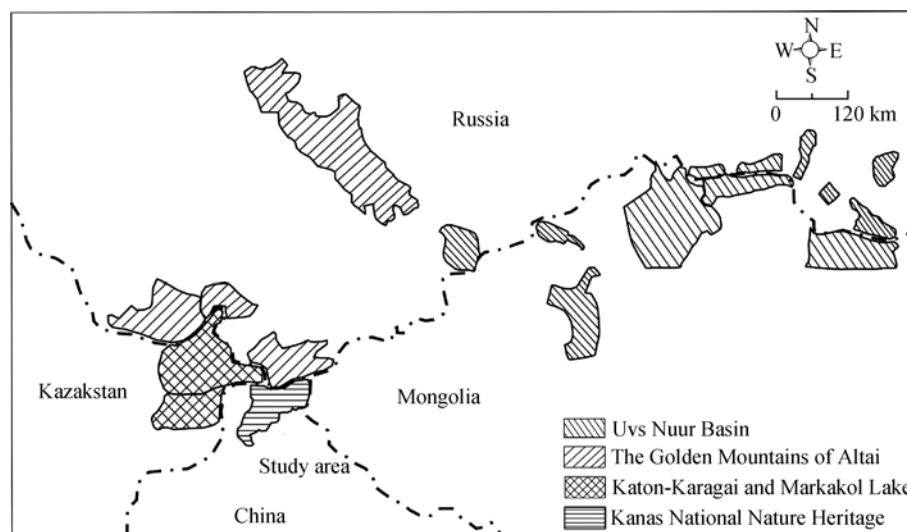 N
W E
S
0 120 km
Russia
Kazakstan
Mongolia
Study area
China
Uvs Nuur Basin
The Golden Mountains of Altai
Katon-Karagai and Markakol Lake
Kanas National Nature Heritage